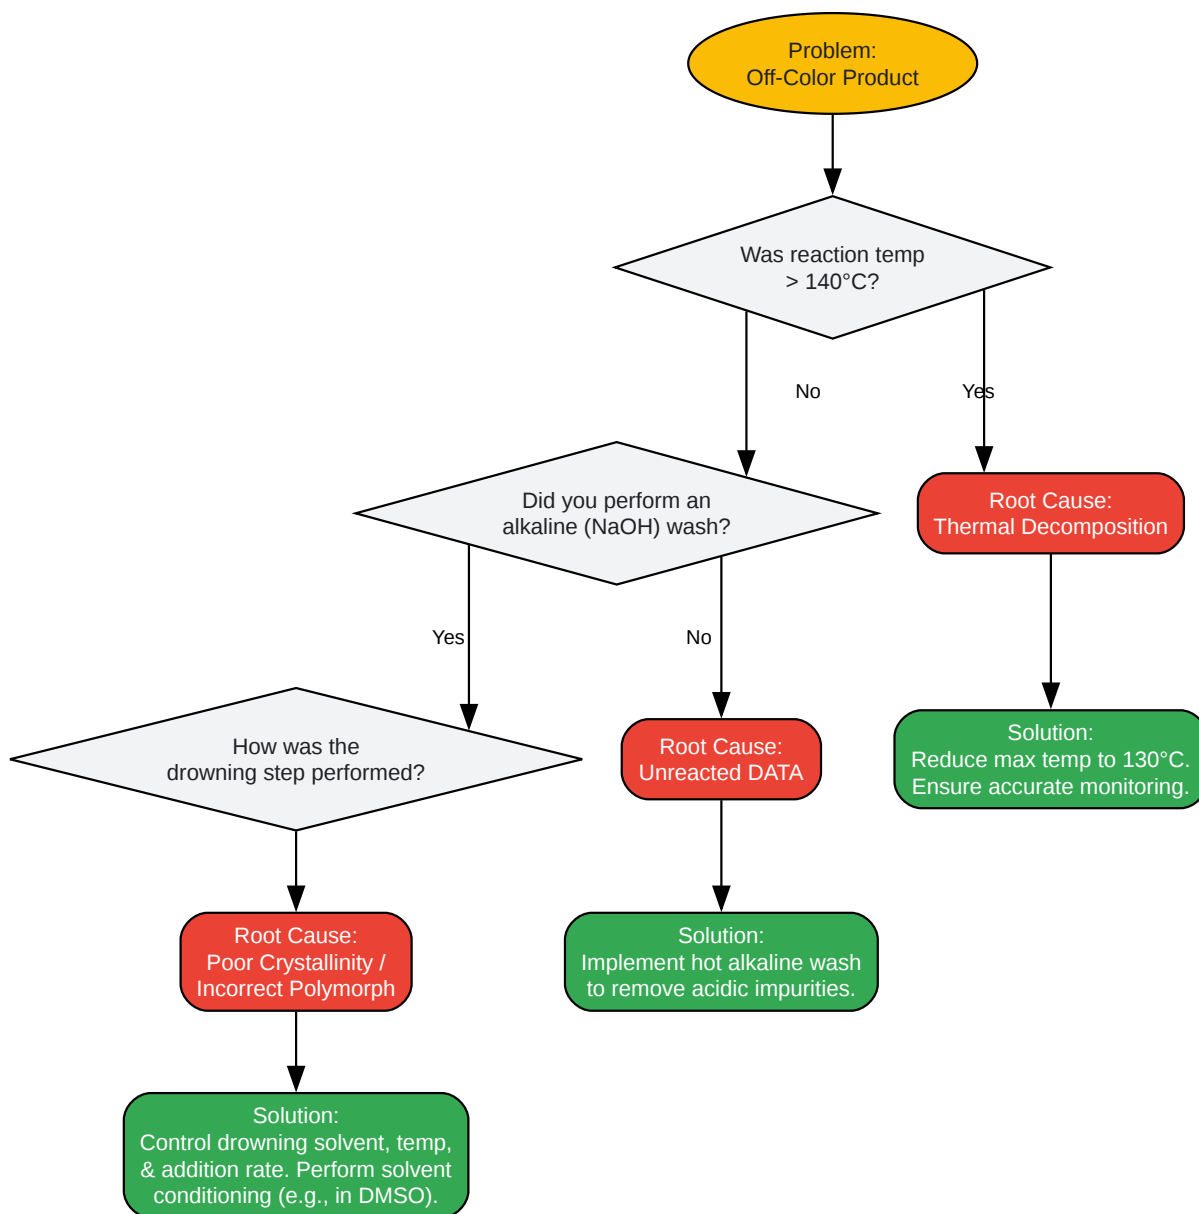 Problem:
Off-Color Product
Was reaction temp
> 140°C?
No
Yes
Did you perform an
alkaline (NaOH) wash?
Root Cause:
Thermal Decomposition
Yes
No
How was the
drowning step performed?
Root Cause:
Unreacted DATA
Solution:
Reduce max temp to 130°C.
Ensure accurate monitoring.
Root Cause:
Poor Crystallinity /
Incorrect Polymorph
Solution:
Implement hot alkaline wash
to remove acidic impurities.
Solution:
Control drowning solvent, temp,
& addition rate. Perform solvent
conditioning (e.g., in DMSO).